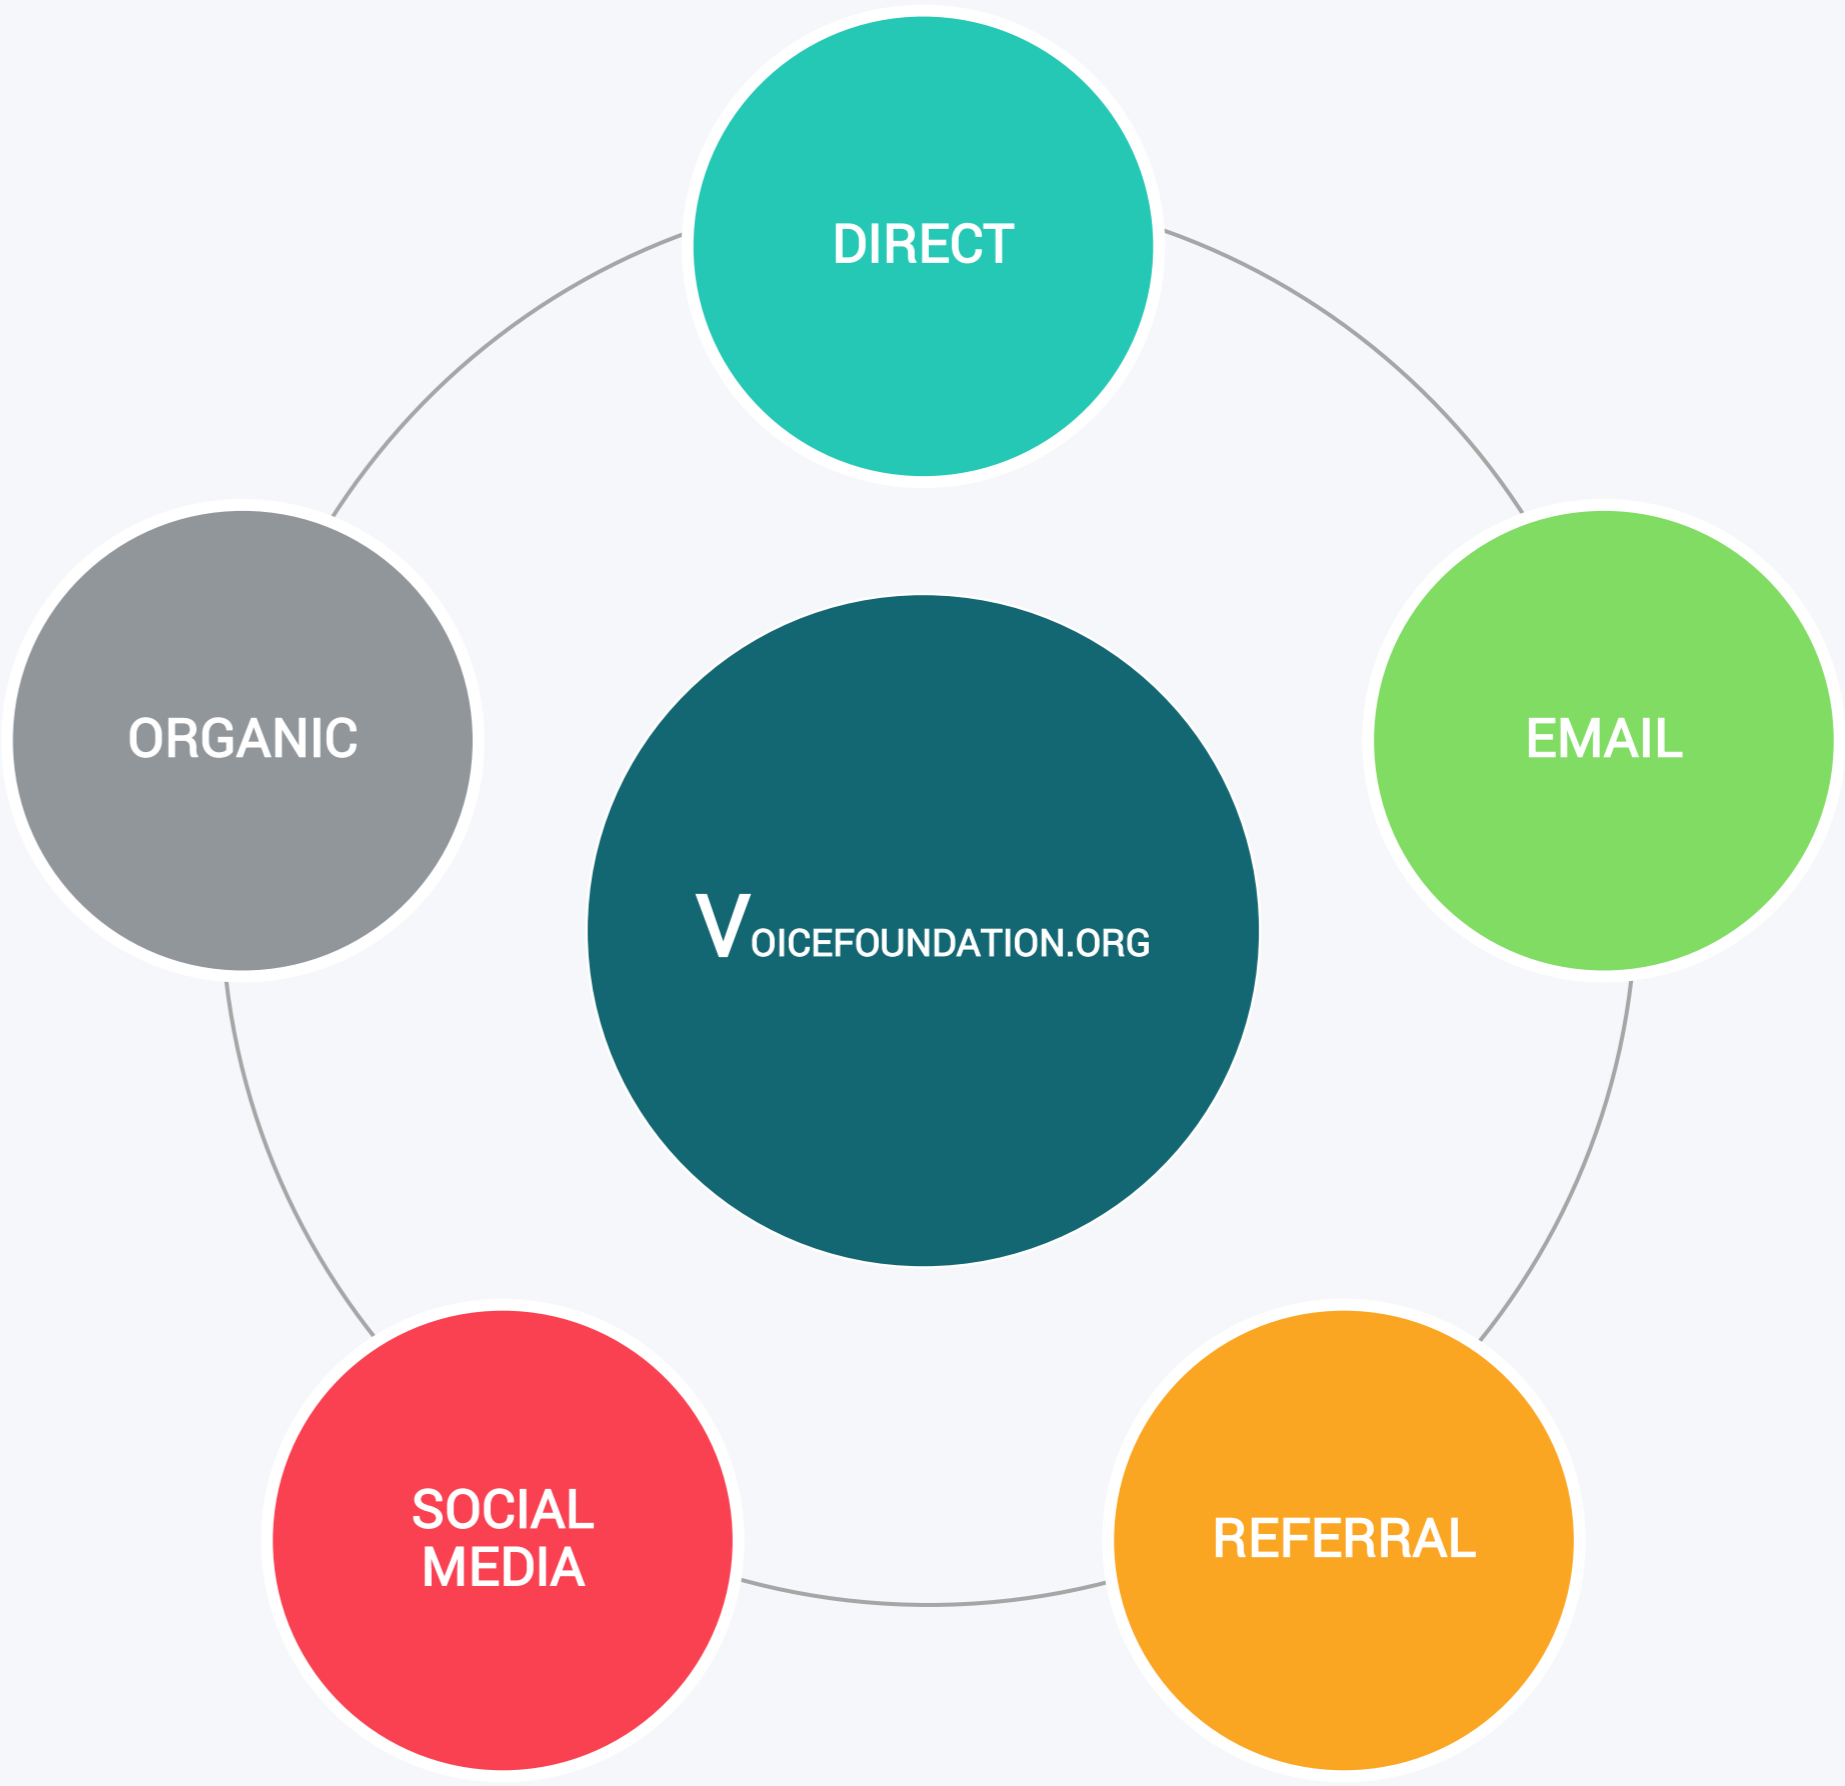 DIRECT
ORGANIC
EMAIL
VOICEFOUNDATION.ORG
SOCIAL
MEDIA
REFERRAL